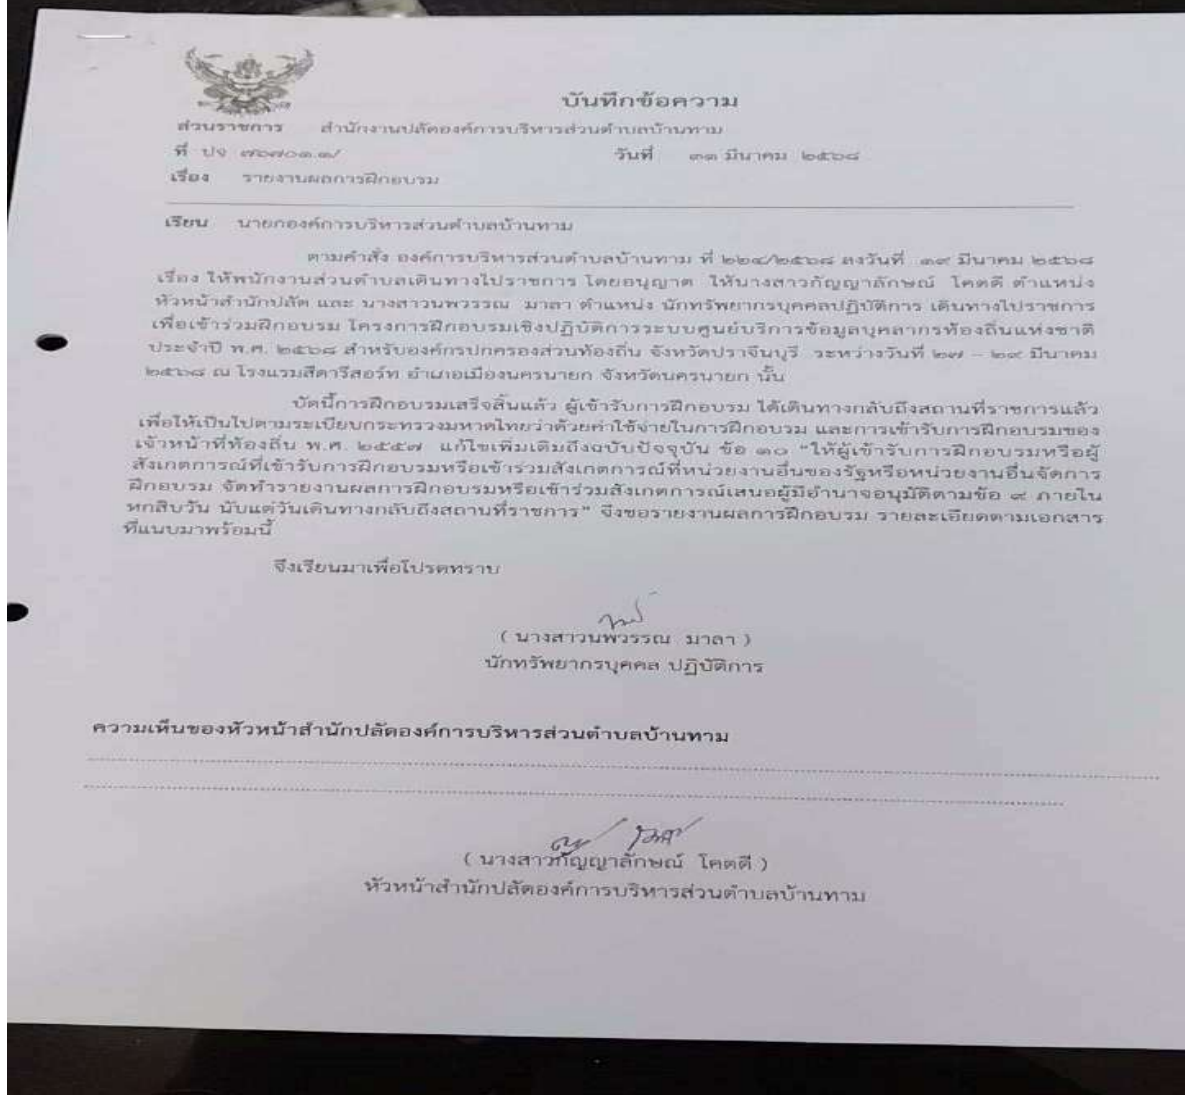 บันทึกข้อความ
ส่วนราชการ สำนักงานปลัดองค์การบริหารส่วนตำบลบ้านทาม
ที่ ปจ วันที่ ๓๑ มีนาคม ๒๕๖๘
เรื่อง รายงานผลการฝึกอบรม
เรียน นายกองค์การบริหารส่วนตำบลบ้านทาม
ตามคำสั่ง องค์การบริหารส่วนตำบลบ้านทาม ที่ ๒๒๔/๒๕๖๘ ลงวันที่ ๑๙ มีนาคม ๒๕๖๘
เรื่อง ให้พนักงานส่วนตำบลเดินทางไปราชการ โดยอนุญาต ให้นางสาวกัญญาลักษณ์ โคตดี ตำแหน่ง
หัวหน้าสำนักปลัด และ นางสาวนพวรรณ มาลา ตำแหน่ง นักทรัพยากรบุคคลปฏิบัติการ เดินทางไปราชการ
เพื่อเข้าร่วมฝึกอบรม โครงการฝึกอบรมเชิงปฏิบัติการระบบศูนย์บริการข้อมูลบุคลากรท้องถิ่นแห่งชาติ
ประจำปี พ.ศ. ๒๕๖๘ สำหรับองค์กรปกครองส่วนท้องถิ่น จังหวัดปราจีนบุรี ระหว่างวันที่ ๒๗ – ๒๙ มีนาคม
๒๕๖๘ ณ โรงแรมสีดารีสอร์ท อำเภอเมืองนครนายก จังหวัดนครนายก นั้น
บัดนี้การฝึกอบรมเสร็จสิ้นแล้ว ผู้เข้ารับการฝึกอบรม ได้เดินทางกลับถึงสถานที่ราชการแล้ว
เพื่อให้เป็นไปตามระเบียบกระทรวงมหาดไทยว่าด้วยค่าใช้จ่ายในการฝึกอบรม และการเข้ารับการฝึกอบรมของ
เจ้าหน้าที่ท้องถิ่น พ.ศ. ๒๕๕๗ แก้ไขเพิ่มเติมถึงฉบับปัจจุบัน ข้อ ๓๐ "ให้ผู้เข้ารับการฝึกอบรมหรือผู้
สังเกตการณ์ที่เข้ารับการฝึกอบรมหรือเข้าร่วมสังเกตการณ์ที่หน่วยงานอื่นของรัฐหรือหน่วยงานอื่นจัดการ
ฝึกอบรม จัดทำรายงานผลการฝึกอบรมหรือเข้าร่วมสังเกตการณ์เสนอผู้มีอำนาจอนุมัติตามข้อ ๙ ภายใน
หกสิบวัน นับแต่วันเดินทางกลับถึงสถานที่ราชการ" จึงขอรายงานผลการฝึกอบรม รายละเอียดตามเอกสาร
ที่แนบมาพร้อมนี้
จึงเรียนมาเพื่อโปรดทราบ
( นางสาวนพวรรณ มาลา )
นักทรัพยากรบุคคล ปฏิบัติการ
ความเห็นของหัวหน้าสำนักปลัดองค์การบริหารส่วนตำบลบ้านทาม
( นางสาวกัญญาลักษณ์ โคตดี )
หัวหน้าสำนักปลัดองค์การบริหารส่วนตำบลบ้านทาม